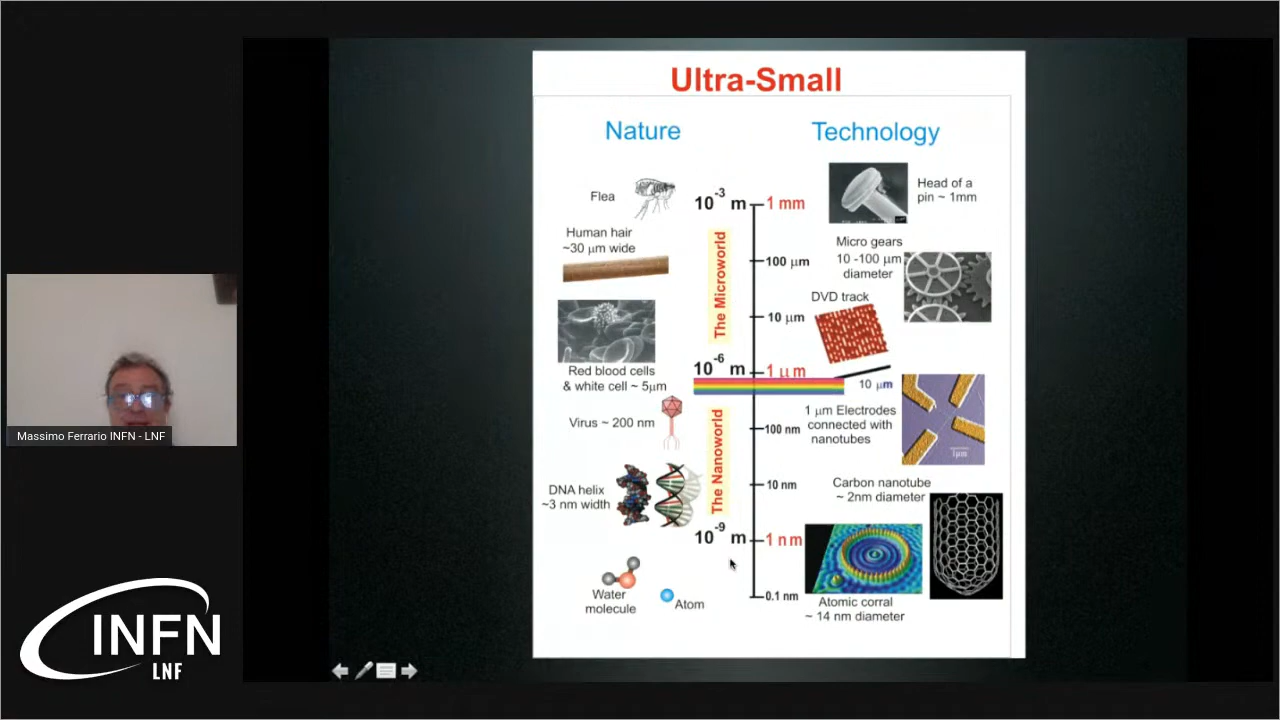 Ultra-Small
Nature
Technology
Flea
10-3 m
1 mm
Head of a
pin ~ 1mm
Human hair
~30 μm wide
The Microworld
100 μm
Micro gears
10 -100 μm
diameter
10 μm
DVD track
Red blood cells
& white cell ~ 5μm
10-6 m
1 μm
10 μm
Virus ~ 200 nm
The Nanoworld
100 nm
1 μm Electrodes
connected with
nanotubes
1μm
DNA helix
~3 nm width
10 nm
Carbon nanotube
~ 2nm diameter
10-9 m
1 nm
Water
molecule
Atom
0.1 nm
Atomic corral
~ 14 nm diameter
Massimo Ferrario INFN - LNF
INFN
LNF